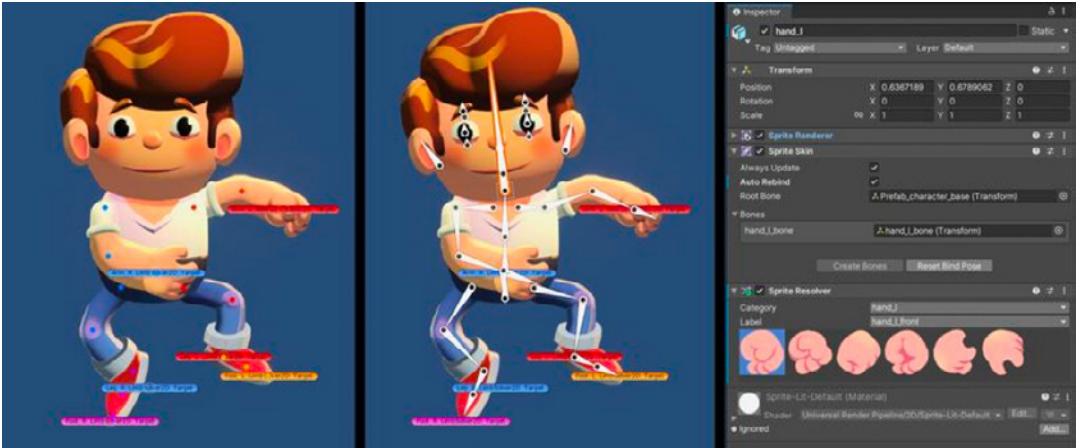 Inspector
hand_l
Static
Tag Untagged
Layer Default
Transform
Position X 0.6367189 Y 0.6789062 Z 0
Rotation X 0 Y 0 Z 0
Scale X 1 Y 1 Z 1
Sprite Renderer
Sprite Skin
Always Update
Auto Rebind
Root Bone Prefab_character_base (Transform)
Bones
hand_l_bone hand_l_bone (Transform)
Create Bones Reset Bind Pose
Sprite Resolver
Category hand_l
Label hand_l_front
Sprite-Lit-Default (Material)
Shader Universal Render Pipeline/2D/Sprite-Lit-Default Edit...
Ignored Add...